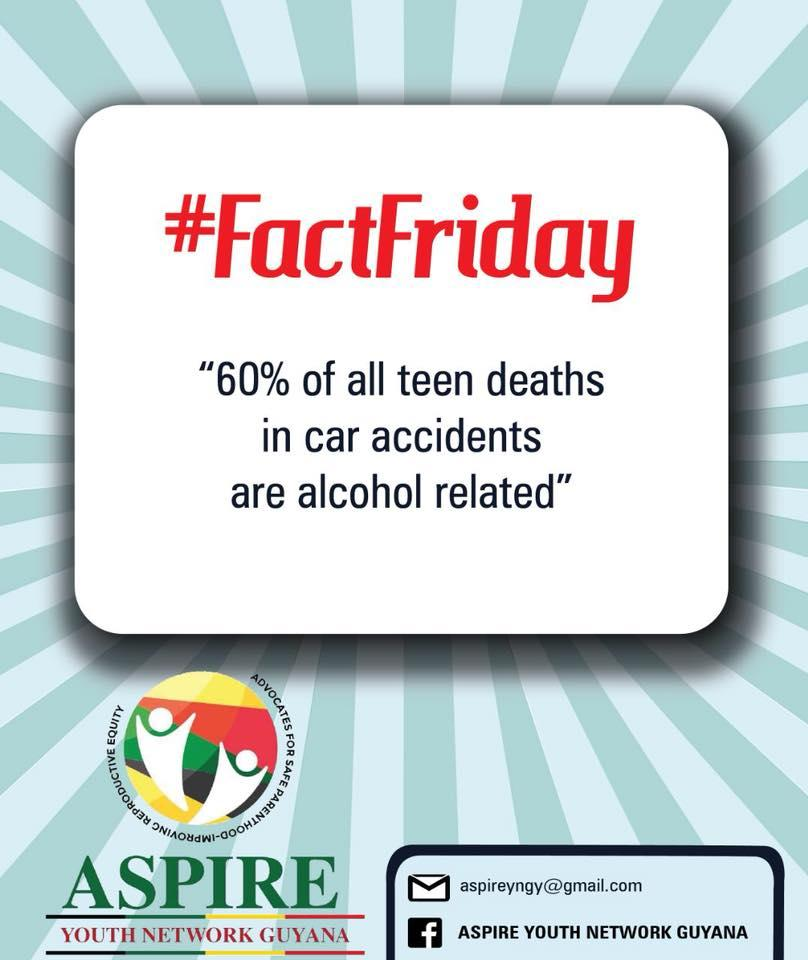 #FactFriday
“60% of all teen deaths
in car accidents
are alcohol related”
ADVOCATES FOR SAFE PARENTHOOD-IMPROVING REPRODUCTIVE EQUITY
ASPIRE
YOUTH NETWORK GUYANA
aspireyngy@gmail.com
ASPIRE YOUTH NETWORK GUYANA